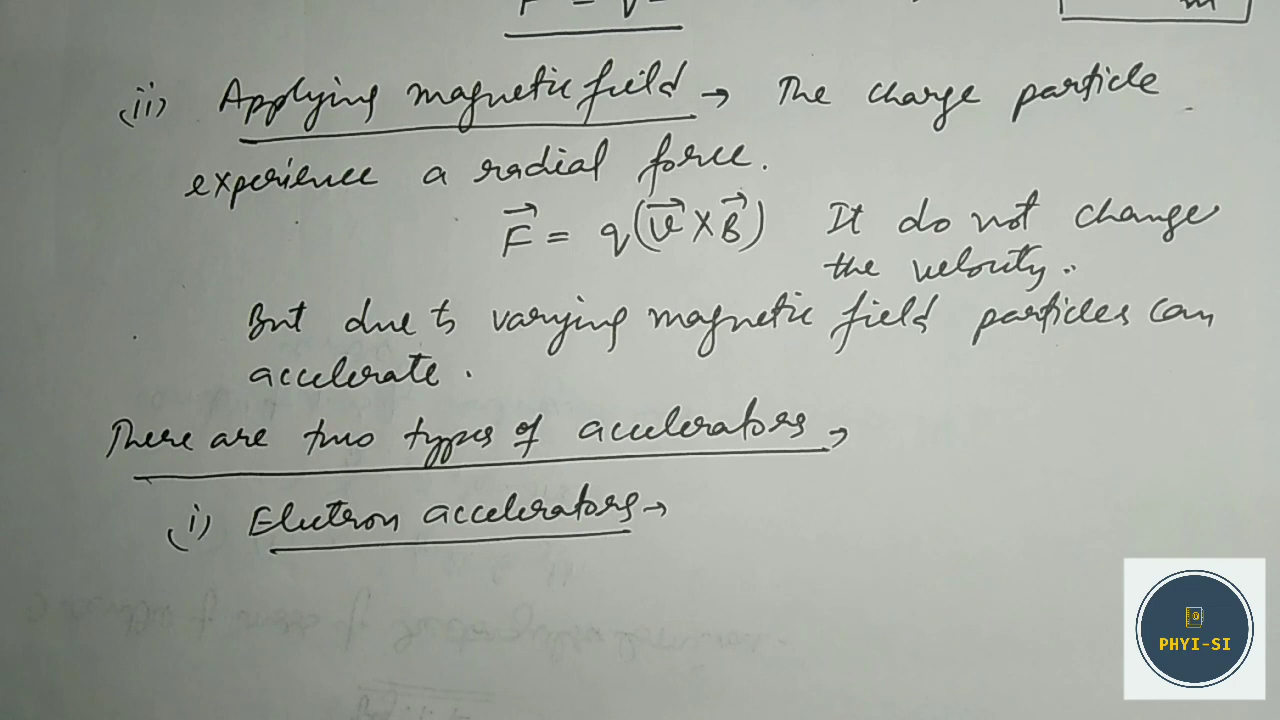 (ii) Applying magnetic field → The charge particle
experience a radial force.
F⃗ = q(v⃗ × B⃗) It do not change
the velocity.
But due to varying magnetic field particles can
accelerate.
There are two types of accelerators →
(i) Electron accelerators →
PHYI-SI